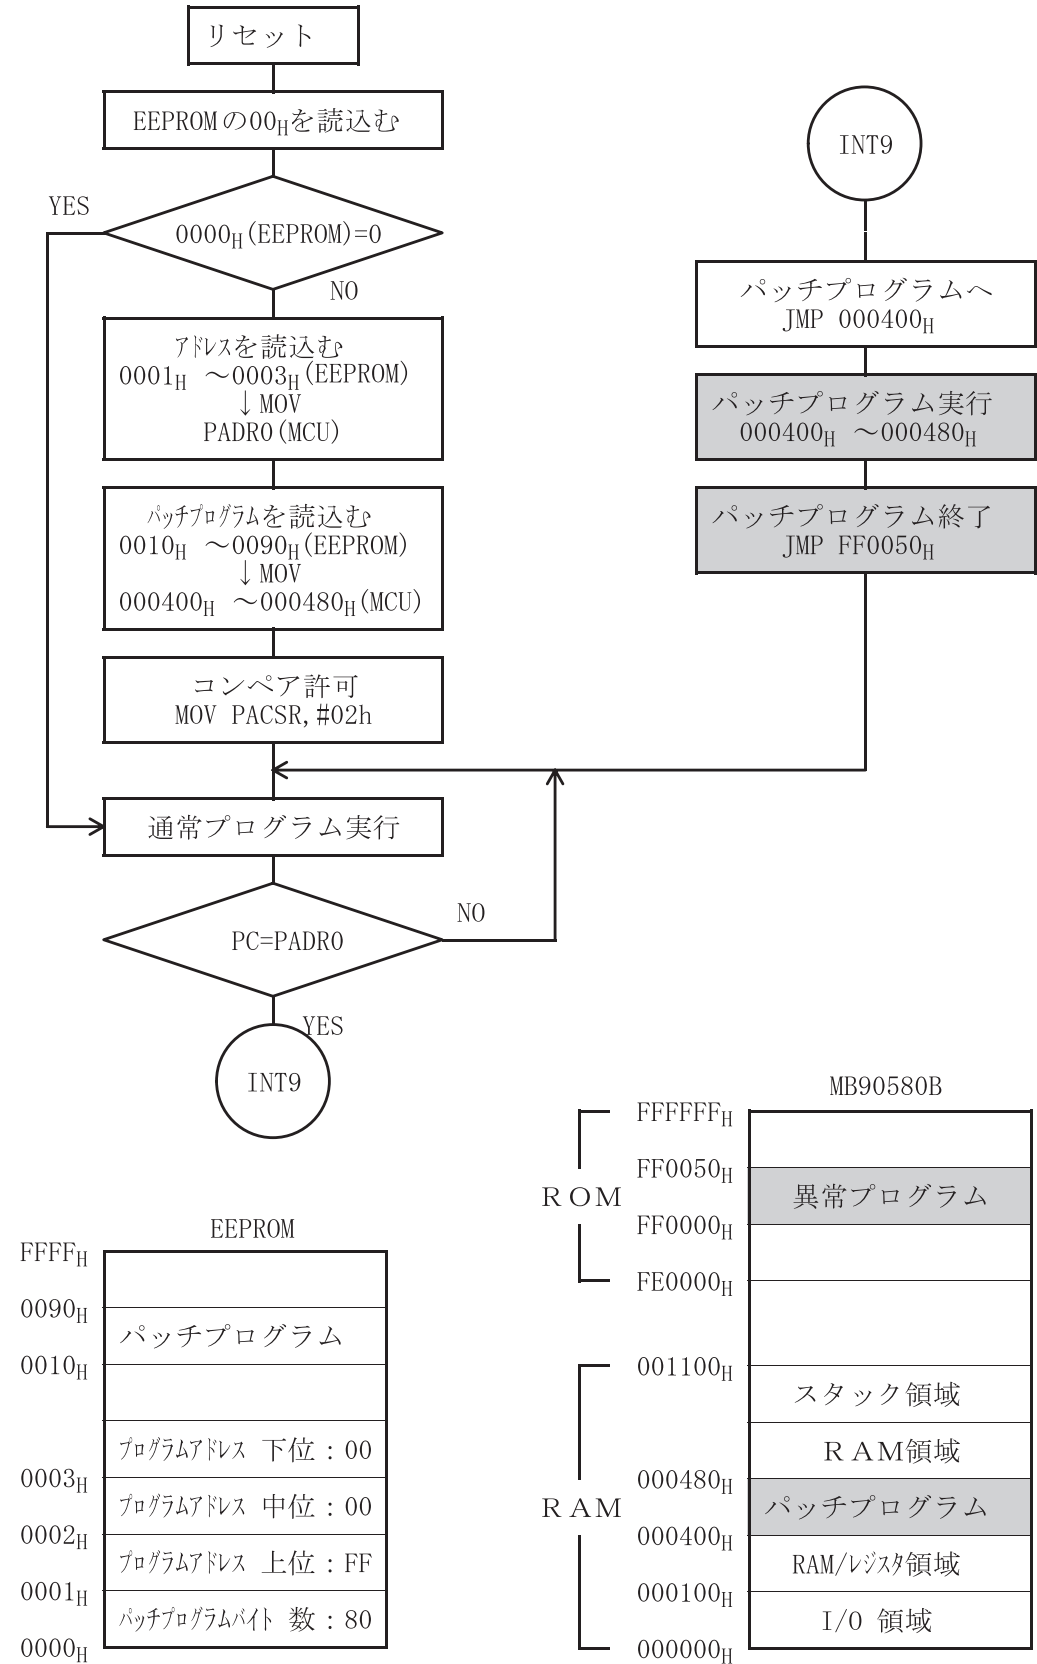 リセット
EEPROMの00Hを読込む
YES
0000H(EEPROM)=0
NO
アドレスを読込む
0001H ～0003H(EEPROM)
↓MOV
PADR0(MCU)
パッチプログラムを読込む
0010H ～0090H(EEPROM)
↓MOV
000400H ～000480H(MCU)
コンペア許可
MOV PACSR,#02h
通常プログラム実行
PC=PADR0
NO
YES
INT9
INT9
パッチプログラムへ
JMP 000400H
パッチプログラム実行
000400H ～000480H
パッチプログラム終了
JMP FF0050H
EEPROM
FFFFH
0090H
パッチプログラム
0010H
プログラムアドレス 下位：00
0003H
プログラムアドレス 中位：00
0002H
プログラムアドレス 上位：FF
0001H
パッチプログラムバイト 数：80
0000H
MB90580B
FFFFFFH
FF0050H
ROM
異常プログラム
FF0000H
FE0000H
001100H
スタック領域
RAM領域
000480H
RAM
パッチプログラム
000400H
RAM/レジスタ領域
000100H
I/O 領域
000000H